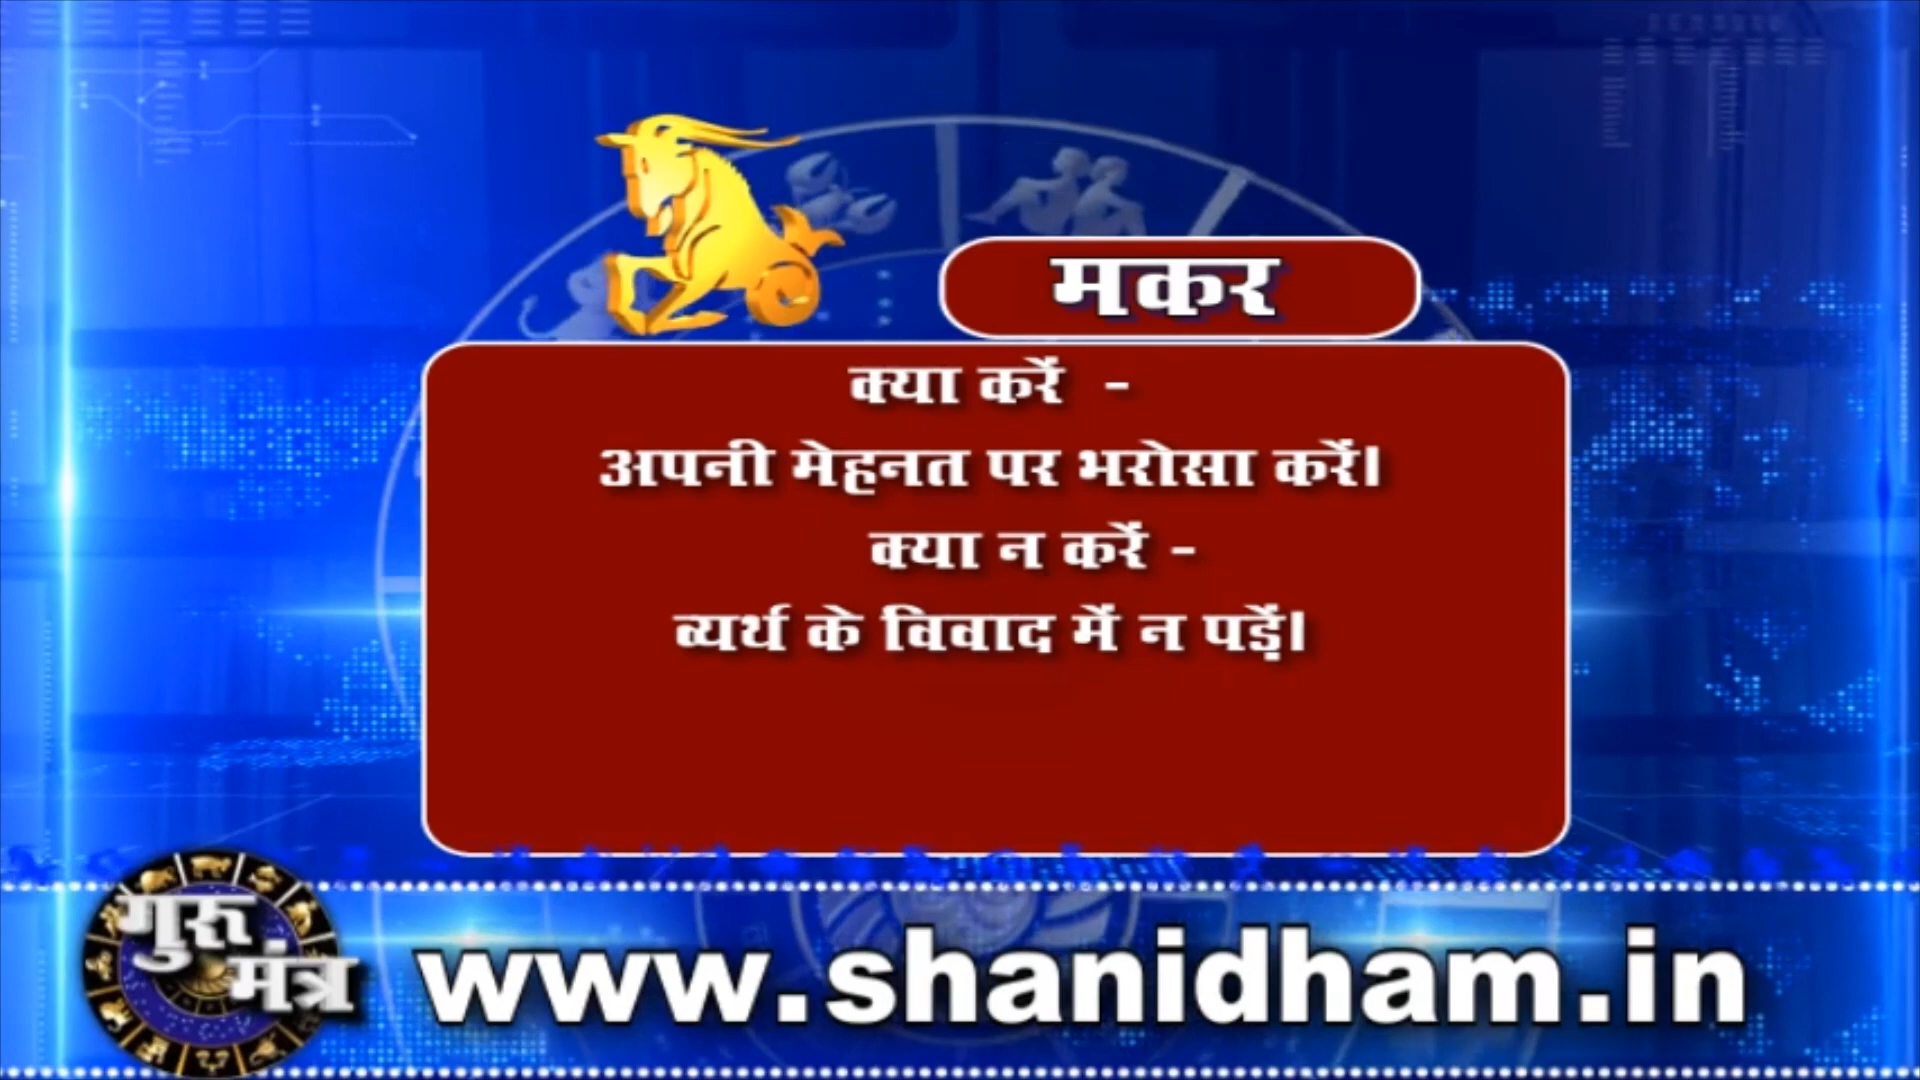 मकर
क्या करें -
अपनी मेहनत पर भरोसा करें।
क्या न करें -
व्यर्थ के विवाद में न पड़ें।
गुरु
मंत्र
www.shanidham.in